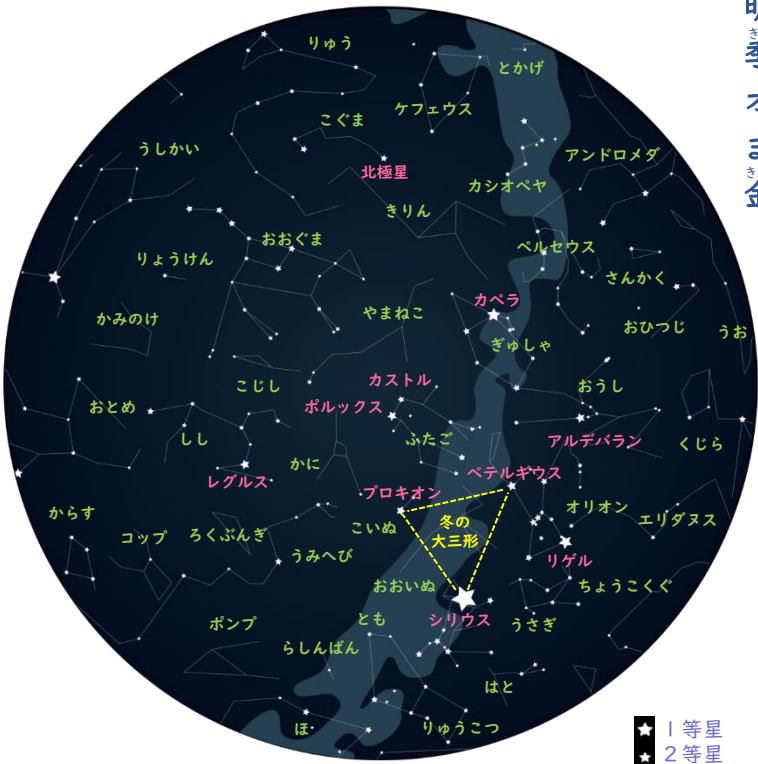 りゅう
とかげ
ケフェウス
こぐま
うしかい
アンドロメダ
北極星
カシオペヤ
きりん
おおぐま
ペルセウス
りょうけん
さんかく
カペラ
やまねこ
かみのけ
おひつじ
うお
ぎゅしゃ
カストル
こじし
おうし
ポルックス
おとめ
しし
ふたご
アルデバラン
くじら
かに
レグルス
ベテルギウス
プロキオン
からす
コップ
ろくぶんぎ
こいぬ
冬の
大三形
オリオン
エリダヌス
うみへび
リゲル
おおいぬ
ちょうこくぐ
ポンプ
とも
シリウス
うさぎ
らしんばん
はと
ほ
りゅうこつ
1等星
2等星